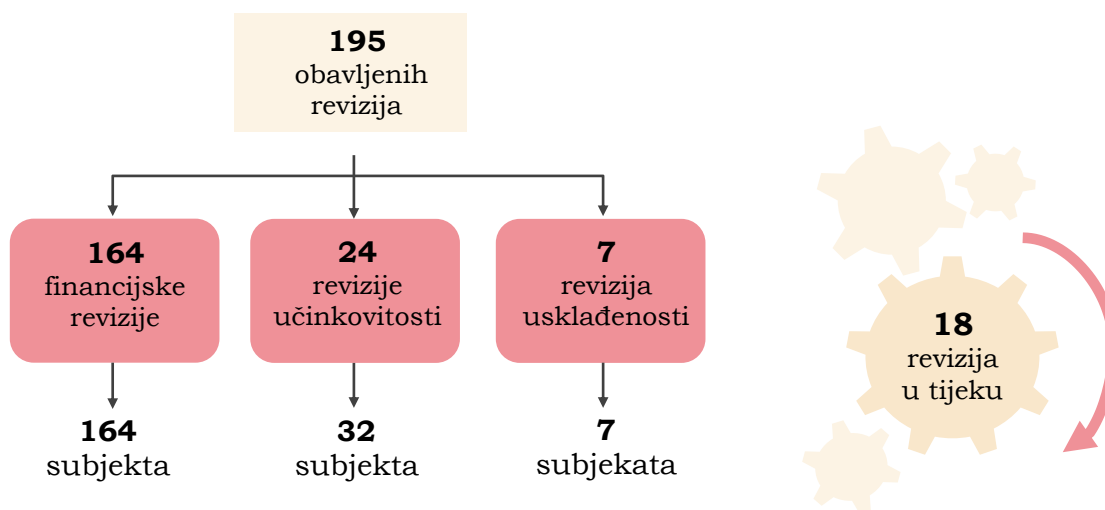 195
obavljenih
revizija
164
financijske
revizije
24
revizije
učinkovitosti
7
revizija
usklađenosti
164
subjekta
32
subjekta
7
subjekata
18
revizija
u tijeku